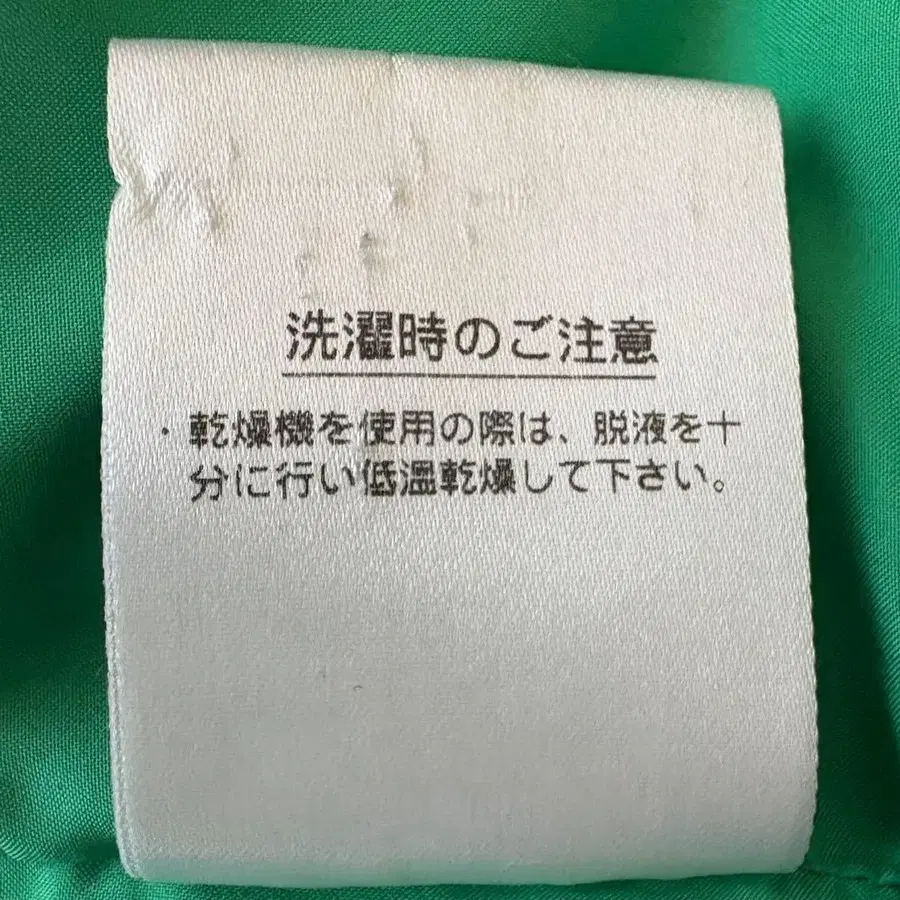 洗濯時のご注意
・乾燥機を使用の際は、脱液を十
分に行い低温乾燥して下さい。